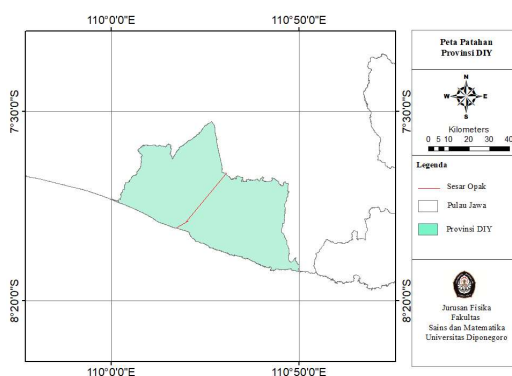 110°0'0"E
110°50'0"E
7°30'0"S
8°20'0"S
7°30'0"S
8°20'0"S
110°0'0"E
110°50'0"E
Peta Patahan
Provinsi DIY
N
W
E
S
Kilometers
0 5 10 20 30 40
Legenda
Sesar Opak
Pulau Jawa
Provinsi DIY
Jurusan Fisika
Fakultas
Sains dan Matematika
Universitas Diponegoro